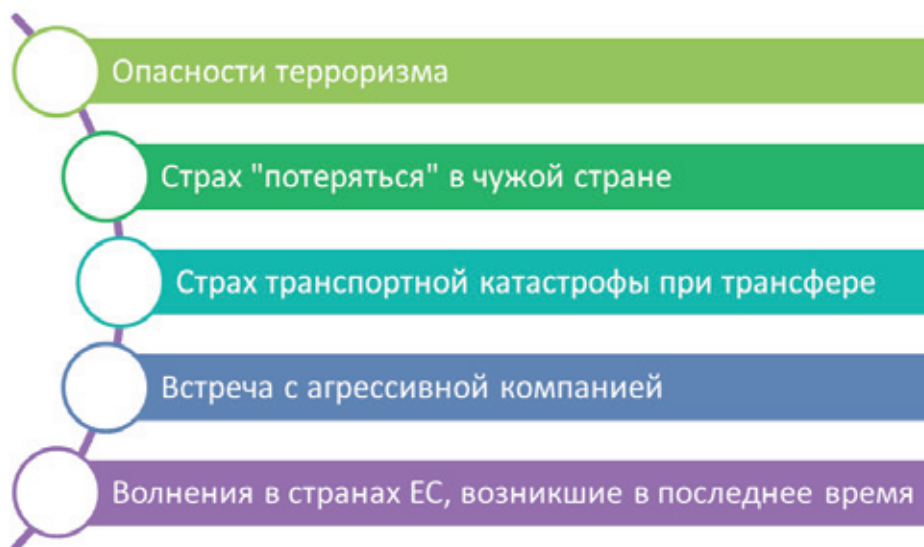 Опасности терроризма
Страх "потеряться" в чужой стране
Страх транспортной катастрофы при трансфере
Встреча с агрессивной компанией
Волнения в странах ЕС, возникшие в последнее время